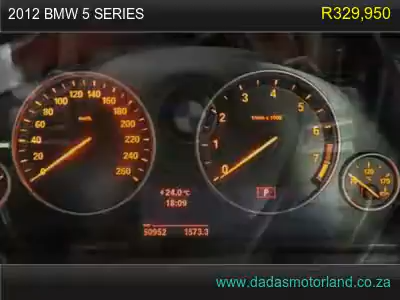 2012 BMW 5 SERIES
R329,950
100 120 140
80 160
60 180
40 200
20 220
0 260
km/h
1/min x 1000
0 1 2 3 4 5 6 7
+24.0°C
18:09
P
50952 1573.3
120
175
www.dadasmotorland.co.za